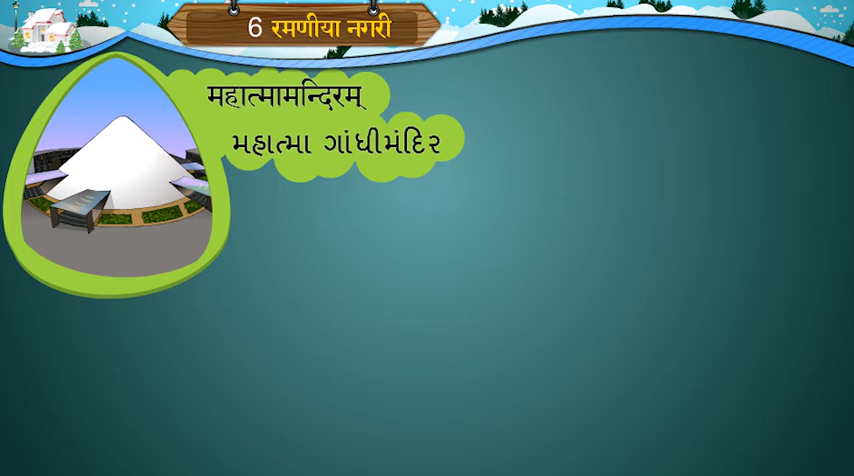 6 रमणीया नगरी
महात्मामन्दिरम्
મહાત્મા ગાંધીમંદિર